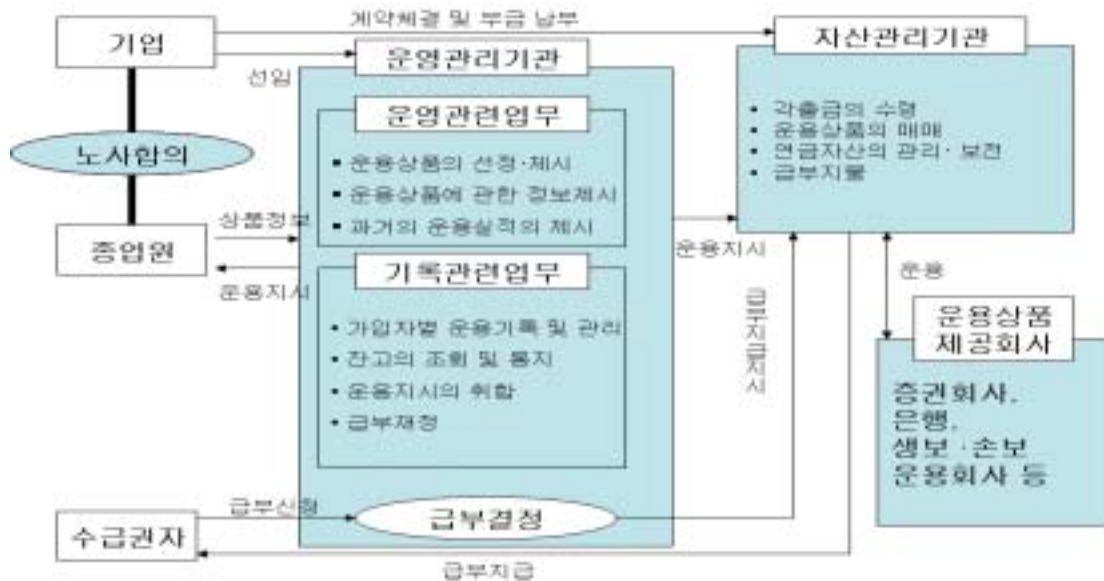 계약체결 및 부금 납부
기업
자산관리기관
운영관리기관
선임
운영관련업무
▪ 운용상품의 선정·제시
▪ 운용상품에 관한 정보제시
▪ 과거의 운용실적의 제시
• 각출금의 수령
• 운용상품의 매매
• 연금자산의 관리· 보전
• 급부지불
노사합의
상품정보
종업원
운용지시
운용지시
기록관련업무
• 가입자별 운용기록 및 관리
• 잔고의 조회 및 통지
• 운용지시의 취합
• 급부재정
급부지급지시
운용
운용상품
제공회사
증권회사,
은행,
생보·손보
운용회사 등
급부신청
급부결정
수급권자
급부지급